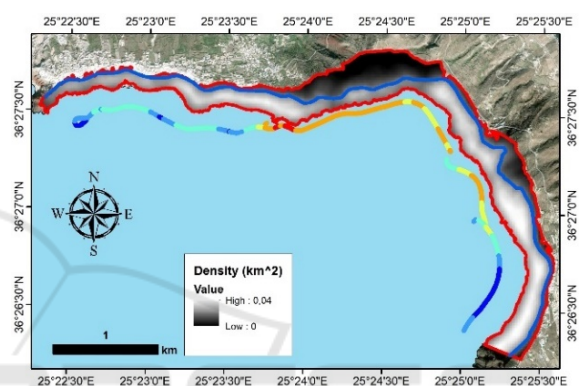 25°22'30"E 25°23'0"E 25°23'30"E 25°24'0"E 25°24'30"E 25°25'0"E 25°25'30"E
36°27'30"N 36°27'30"N
36°27'0"N 36°27'0"N
36°26'30"N 36°26'30"N
N
W E
S
Density (km^2)
Value
High : 0,04
Low : 0
1
km
25°22'30"E 25°23'0"E 25°23'30"E 25°24'0"E 25°24'30"E 25°25'0"E 25°25'30"E